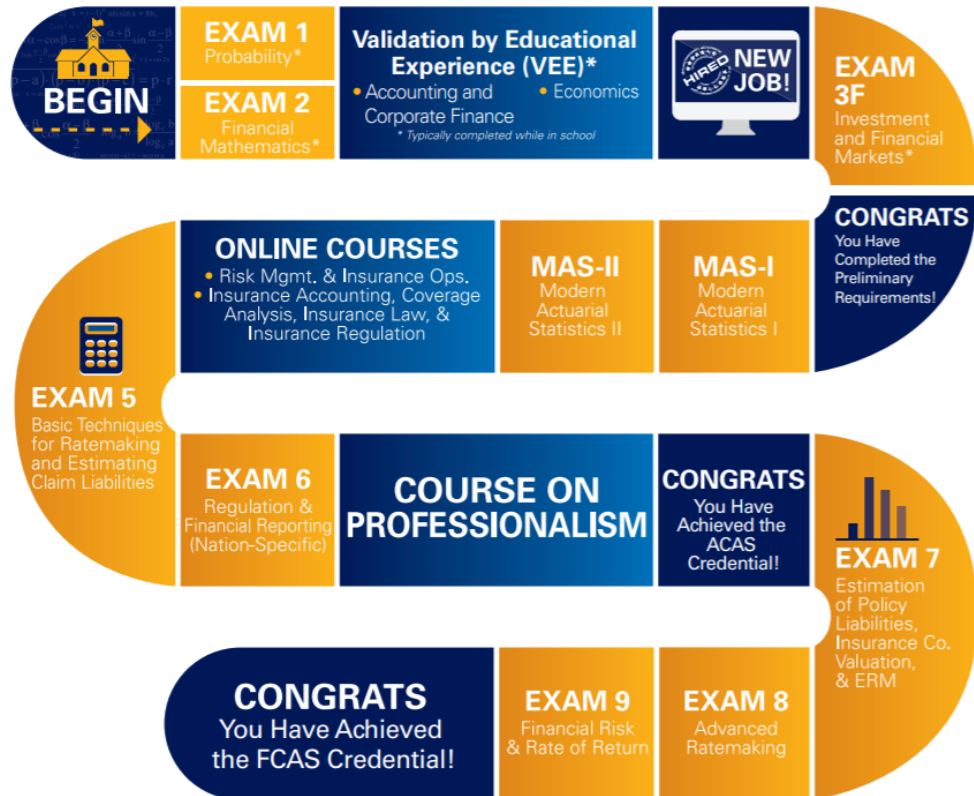 BEGIN
EXAM 1
Probability*
EXAM 2
Financial
Mathematics*
Validation by Educational
Experience (VEE)*
• Accounting and
Corporate Finance
• Economics
* Typically completed while in school
HIRED
NEW
JOB!
EXAM
3F
Investment
and Financial
Markets*
CONGRATS
You Have
Completed the
Preliminary
Requirements!
MAS-I
Modern
Actuarial
Statistics I
MAS-II
Modern
Actuarial
Statistics II
ONLINE COURSES
• Risk Mgmt. & Insurance Ops.
• Insurance Accounting, Coverage
Analysis, Insurance Law, &
Insurance Regulation
EXAM 5
Basic Techniques
for Ratemaking
and Estimating
Claim Liabilities
EXAM 6
Regulation &
Financial Reporting
(Nation-Specific)
COURSE ON
PROFESSIONALISM
CONGRATS
You Have
Achieved the
ACAS
Credential!
EXAM 7
Estimation
of Policy
Liabilities,
Insurance Co.
Valuation,
& ERM
EXAM 8
Advanced
Ratemaking
EXAM 9
Financial Risk
& Rate of Return
CONGRATS
You Have Achieved
the FCAS Credential!